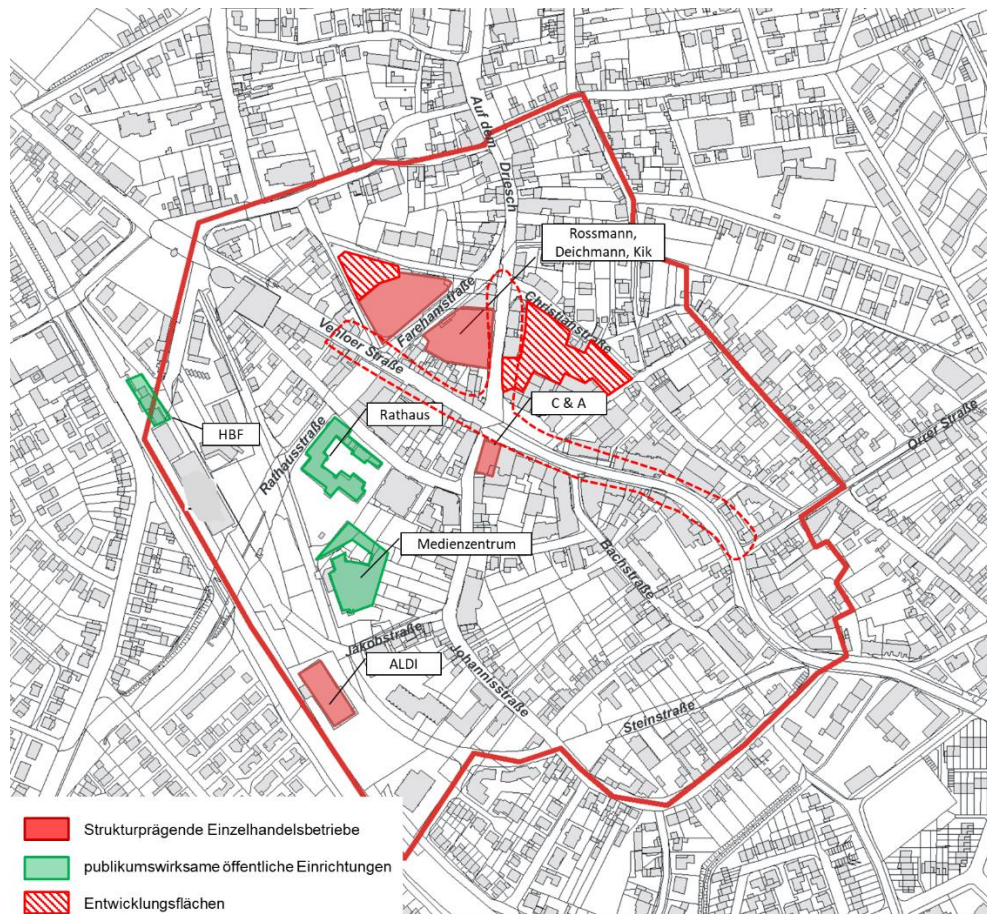 Auf dem
Driesch
Rossmann,
Deichmann, Kik
Christianstraße
Farehamstraße
Venloer Straße
C & A
Rathaus
HBF
Rathausstraße
Orrer Straße
Medienzentrum
Bachstraße
Jakobstraße
ALDI
Johannisstraße
Steinstraße
Strukturprägende Einzelhandelsbetriebe
publikumswirksame öffentliche Einrichtungen
Entwicklungsflächen